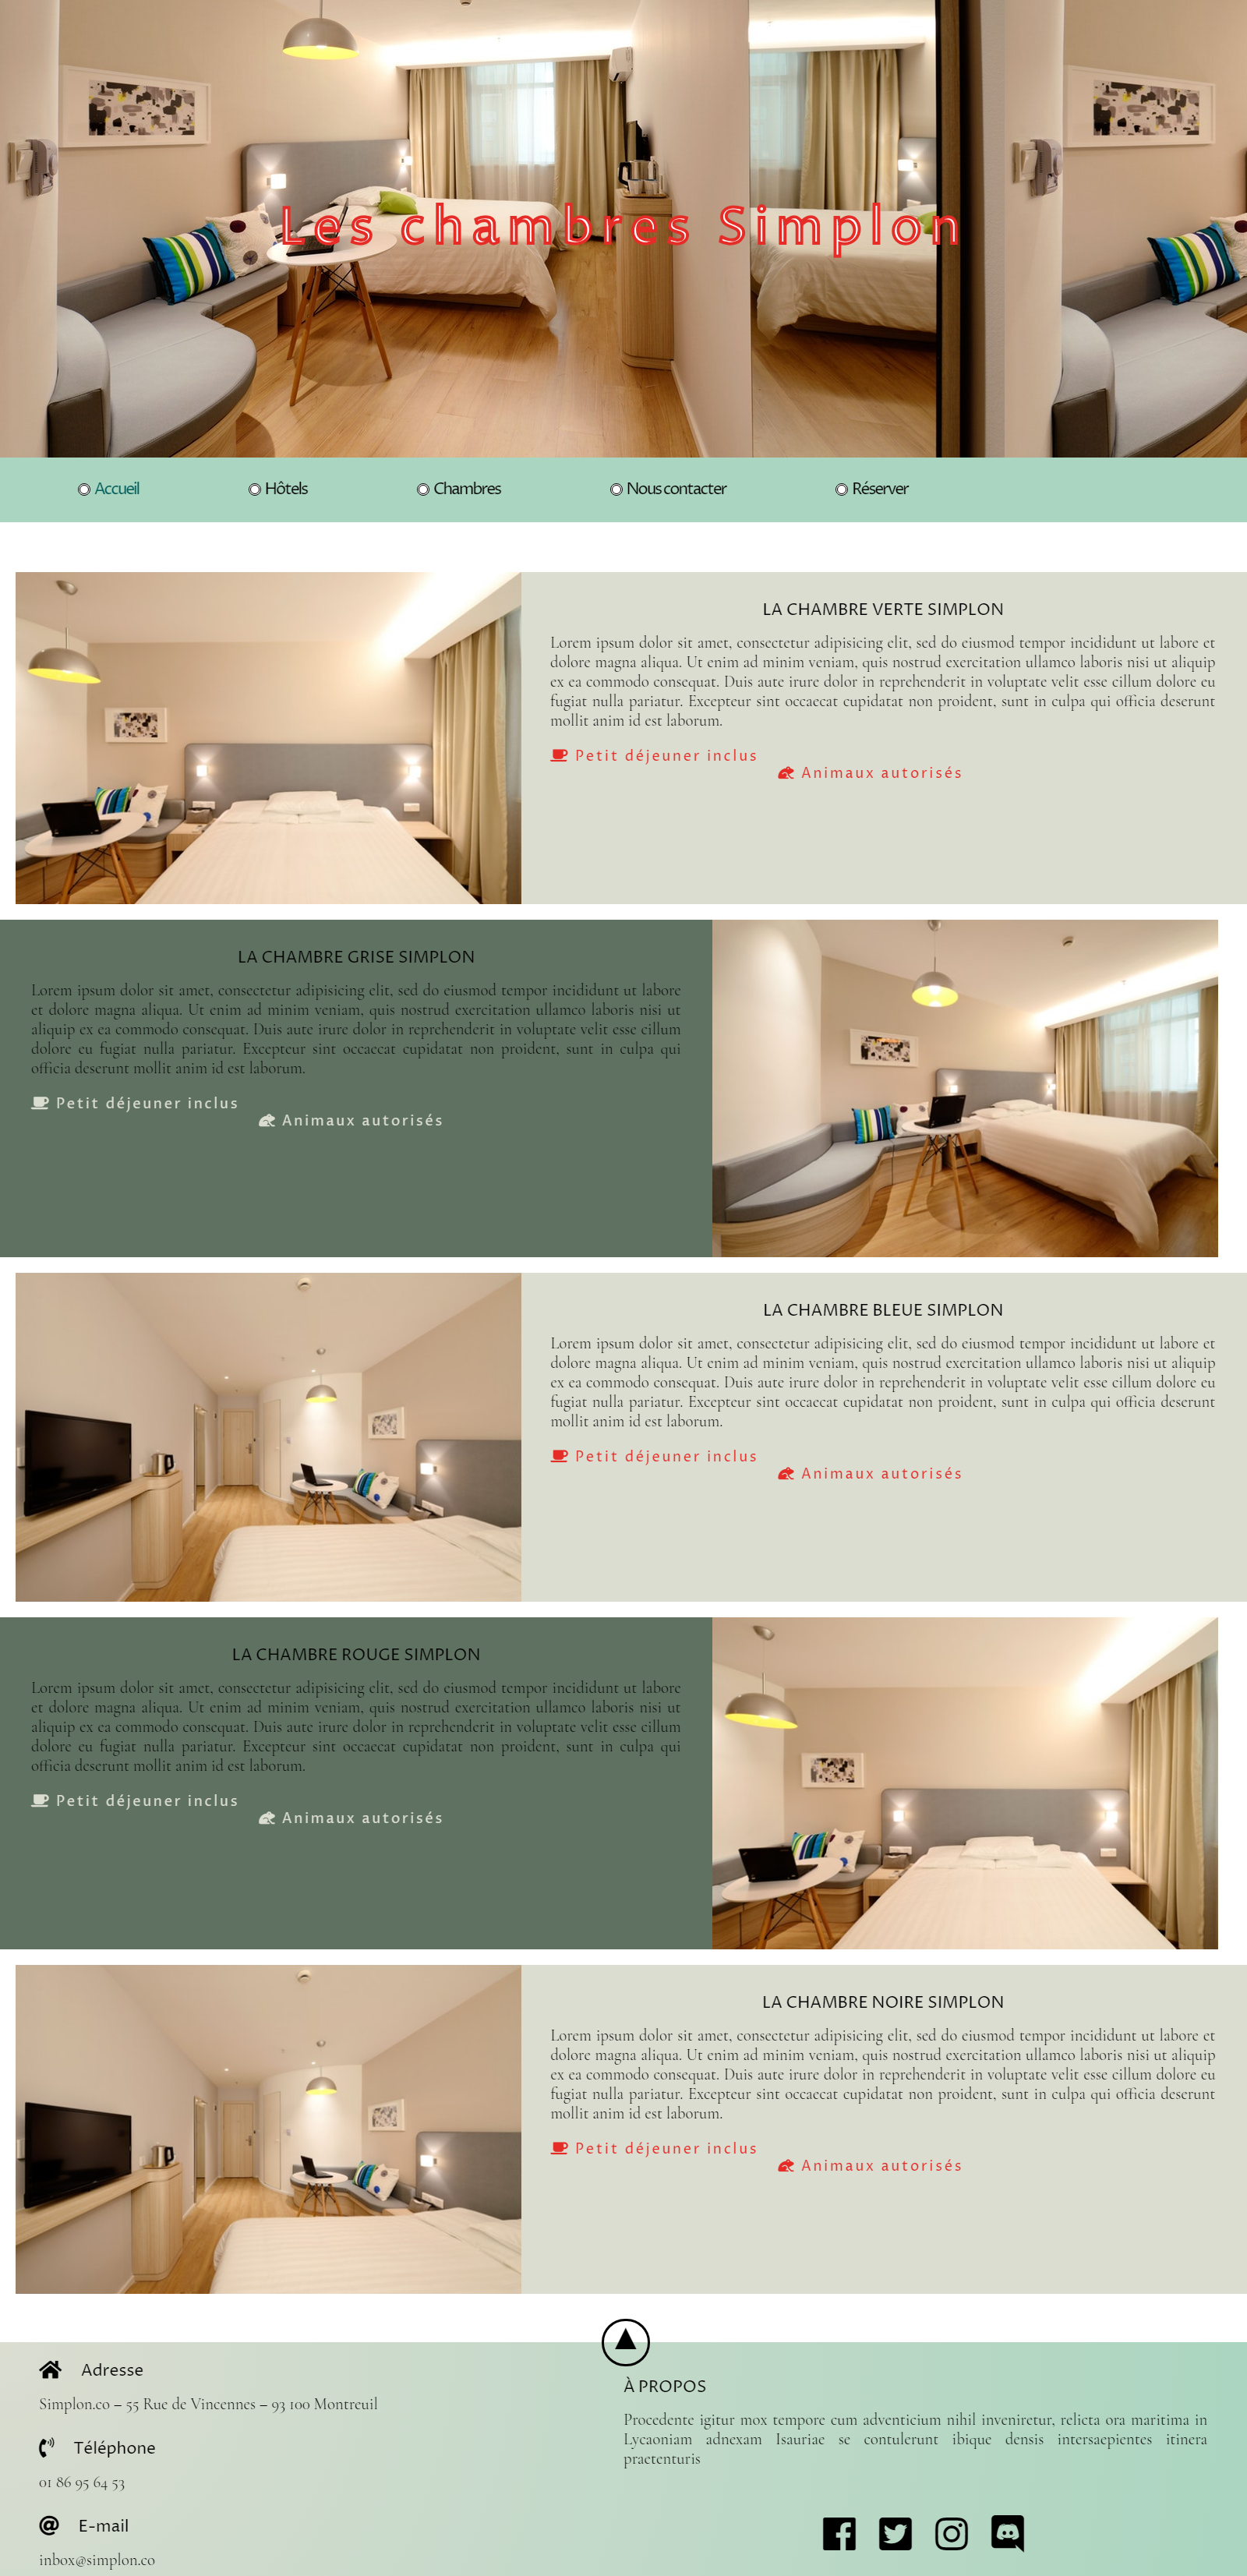 Les chambres Simplon
Accueil
Hôtels
Chambres
Nous contacter
Réserver
LA CHAMBRE VERTE SIMPLON
Lorem ipsum dolor sit amet, consectetur adipisicing elit, sed do eiusmod tempor incididunt ut labore et
dolore magna aliqua. Ut enim ad minim veniam, quis nostrud exercitation ullamco laboris nisi ut aliquip
ex ea commodo consequat. Duis aute irure dolor in reprehenderit in voluptate velit esse cillum dolore eu
fugiat nulla pariatur. Excepteur sint occaecat cupidatat non proident, sunt in culpa qui officia deserunt
mollit anim id est laborum.
Petit déjeuner inclus
Animaux autorisés
LA CHAMBRE GRISE SIMPLON
Lorem ipsum dolor sit amet, consectetur adipisicing elit, sed do eiusmod tempor incididunt ut labore
et dolore magna aliqua. Ut enim ad minim veniam, quis nostrud exercitation ullamco laboris nisi ut
aliquip ex ea commodo consequat. Duis aute irure dolor in reprehenderit in voluptate velit esse cillum
dolore eu fugiat nulla pariatur. Excepteur sint occaecat cupidatat non proident, sunt in culpa qui
officia deserunt mollit anim id est laborum.
Petit déjeuner inclus
Animaux autorisés
LA CHAMBRE BLEUE SIMPLON
Lorem ipsum dolor sit amet, consectetur adipisicing elit, sed do eiusmod tempor incididunt ut labore et
dolore magna aliqua. Ut enim ad minim veniam, quis nostrud exercitation ullamco laboris nisi ut aliquip
ex ea commodo consequat. Duis aute irure dolor in reprehenderit in voluptate velit esse cillum dolore eu
fugiat nulla pariatur. Excepteur sint occaecat cupidatat non proident, sunt in culpa qui officia deserunt
mollit anim id est laborum.
Petit déjeuner inclus
Animaux autorisés
LA CHAMBRE ROUGE SIMPLON
Lorem ipsum dolor sit amet, consectetur adipisicing elit, sed do eiusmod tempor incididunt ut labore
et dolore magna aliqua. Ut enim ad minim veniam, quis nostrud exercitation ullamco laboris nisi ut
aliquip ex ea commodo consequat. Duis aute irure dolor in reprehenderit in voluptate velit esse cillum
dolore eu fugiat nulla pariatur. Excepteur sint occaecat cupidatat non proident, sunt in culpa qui
officia deserunt mollit anim id est laborum.
Petit déjeuner inclus
Animaux autorisés
LA CHAMBRE NOIRE SIMPLON
Lorem ipsum dolor sit amet, consectetur adipisicing elit, sed do eiusmod tempor incididunt ut labore et
dolore magna aliqua. Ut enim ad minim veniam, quis nostrud exercitation ullamco laboris nisi ut aliquip
ex ea commodo consequat. Duis aute irure dolor in reprehenderit in voluptate velit esse cillum dolore eu
fugiat nulla pariatur. Excepteur sint occaecat cupidatat non proident, sunt in culpa qui officia deserunt
mollit anim id est laborum.
Petit déjeuner inclus
Animaux autorisés
Adresse
Simplon.co – 55 Rue de Vincennes – 93 100 Montreuil
Téléphone
01 86 95 64 53
E-mail
inbox@simplon.co
À PROPOS
Procedente igitur mox tempore cum adventicium nihil inveniretur, relicta ora maritima in
Lycaoniam adnexam Isauriae se contulerunt ibique densis intersaepientes itinera
praetenturis